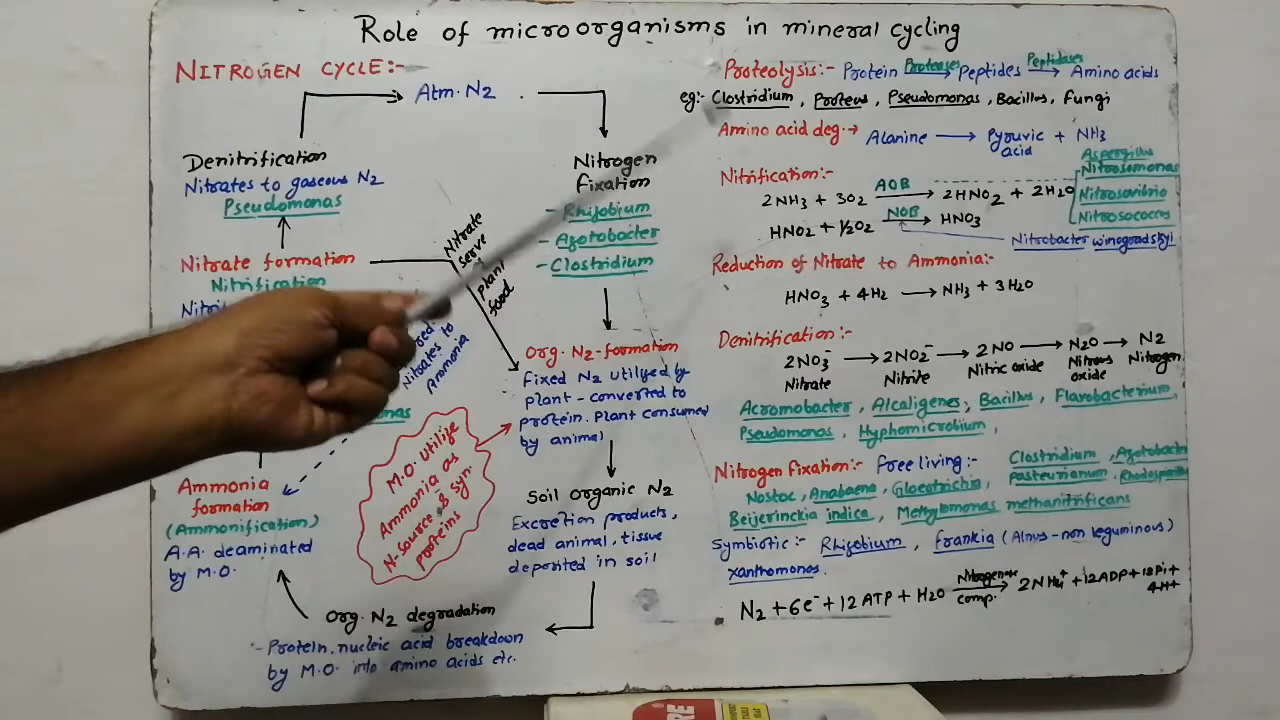 Role of microorganisms in mineral cycling
NITROGEN CYCLE:-
Atm. N2 .
Denitrification
Nitrates to gaseous N2
Pseudomonas
Nitrate formation
Nitrification
Nitrate
serve
plant
food
Nitrates to
Ammonia
Ammonia
formation
(Ammonification)
A.A. deaminated
by M.O.
Nitrogen
fixation
- Rhizobium
- Azotobacter
- Clostridium
Org. N2-formation
fixed N2 utilized by
plant - converted to
protein. Plant consumed
by animal
M.O. Utilize
Ammonia as
N-source & Syn.
proteins
Soil organic N2
Excretion products,
dead animal, tissue
deposited in soil
Org. N2 degradation
- Protein, nucleic acid breakdown
by M.O. into amino acids etc.
Proteolysis:- Protein Proteases → Peptides Peptidases → Amino acids
eg:- Clostridium, Proteus, Pseudomonas, Bacillus, Fungi
Amino acid deg. → Alanine → Pyruvic acid + NH3
Nitrification:-
2NH3 + 3O2 AOB → 2HNO2 + 2H2O
Aspergillus
Nitrosomonas
Nitrosovibrio
Nitrosococcus
HNO2 + 1/2O2 NOB → HNO3
Nitrobacter winogradskyi
Reduction of Nitrate to Ammonia:-
HNO3 + 4H2 → NH3 + 3H2O
Denitrification:-
2NO3- → 2NO2- → 2NO → N2O → N2
Nitrate Nitrite Nitric oxide Nitrous oxide Nitrogen
Acromobacter, Alcaligenes, Bacillus, Flavobacterium,
Pseudomonas, Hyphomicrobium,
Nitrogen fixation:- Free living:- Clostridium pasteurianum, Azotobacter
Nostoc, Anabaena, Gloeotrichia,
Beijerinckia indica, Methylomonas methanitrificans
Symbiotic:- Rhizobium, Frankia (Alnus-non leguminous)
Xanthomonas.
N2 + 6e- + 12 ATP + H2O Nitrogenase comp. → 2NH4+ + 12ADP + 12Pi + 4H+